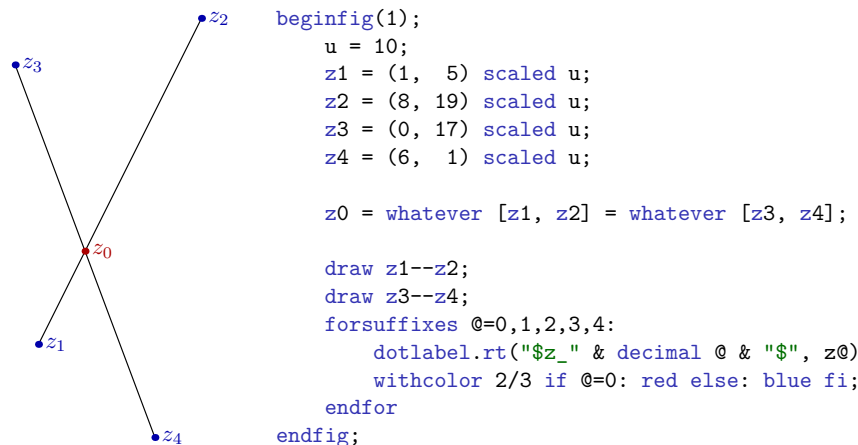 z₂
z₃
z₀
z₁
z₄
beginfig(1);
    u = 10;
    z1 = (1,  5) scaled u;
    z2 = (8, 19) scaled u;
    z3 = (0, 17) scaled u;
    z4 = (6,  1) scaled u;

    z0 = whatever [z1, z2] = whatever [z3, z4];

    draw z1--z2;
    draw z3--z4;
    forsuffixes @=0,1,2,3,4:
        dotlabel.rt("$z_" & decimal @ & "$", z@)
        withcolor 2/3 if @=0: red else: blue fi;
    endfor
endfig;